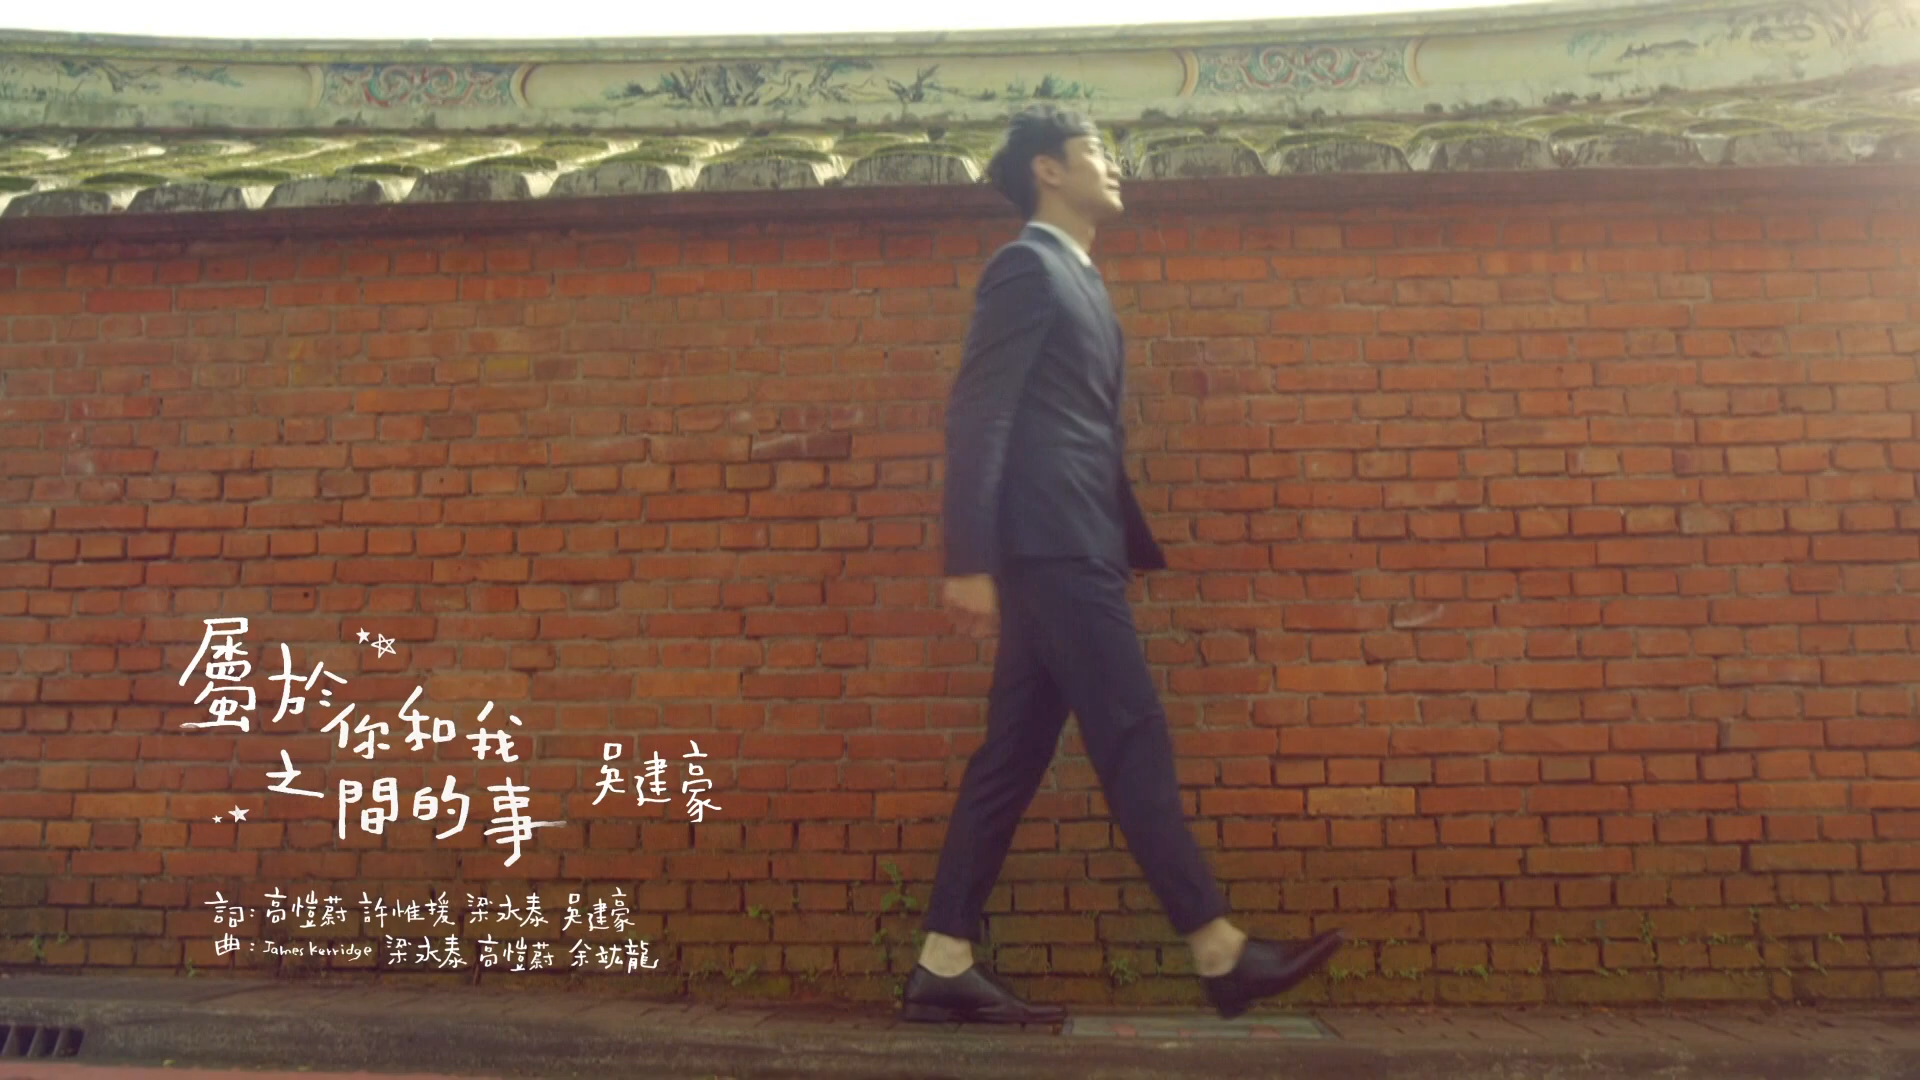 屬於你和我
之間的事
吳建豪
詞：高愷蔚 許惟援 梁永泰 吳建豪
曲：James Kerridge 梁永泰 高愷蔚 余竑龍